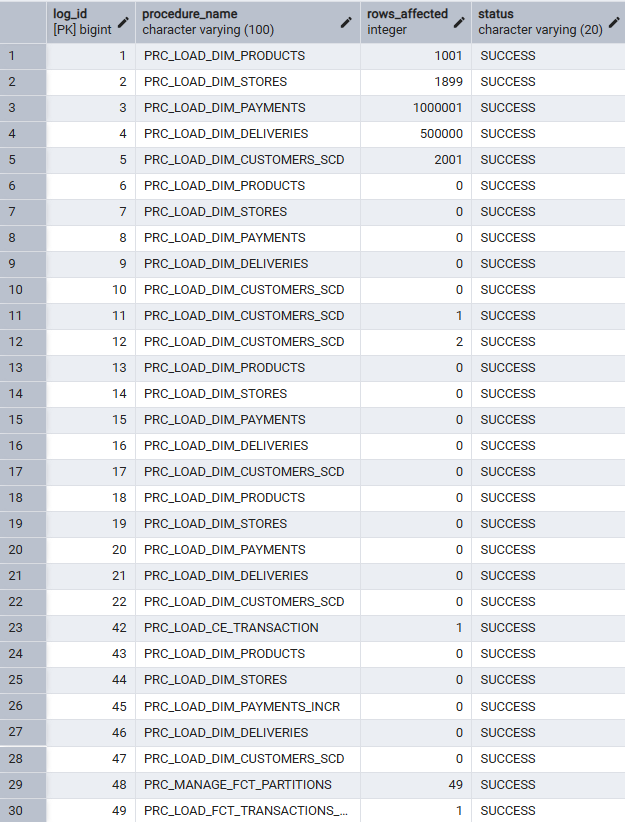 log_id procedure_name rows_affected status
[PK] bigint character varying (100) integer character varying (20)
1 1 PRC_LOAD_DIM_PRODUCTS 1001 SUCCESS
2 2 PRC_LOAD_DIM_STORES 1899 SUCCESS
3 3 PRC_LOAD_DIM_PAYMENTS 1000001 SUCCESS
4 4 PRC_LOAD_DIM_DELIVERIES 500000 SUCCESS
5 5 PRC_LOAD_DIM_CUSTOMERS_SCD 2001 SUCCESS
6 6 PRC_LOAD_DIM_PRODUCTS 0 SUCCESS
7 7 PRC_LOAD_DIM_STORES 0 SUCCESS
8 8 PRC_LOAD_DIM_PAYMENTS 0 SUCCESS
9 9 PRC_LOAD_DIM_DELIVERIES 0 SUCCESS
10 10 PRC_LOAD_DIM_CUSTOMERS_SCD 0 SUCCESS
11 11 PRC_LOAD_DIM_CUSTOMERS_SCD 1 SUCCESS
12 12 PRC_LOAD_DIM_CUSTOMERS_SCD 2 SUCCESS
13 13 PRC_LOAD_DIM_PRODUCTS 0 SUCCESS
14 14 PRC_LOAD_DIM_STORES 0 SUCCESS
15 15 PRC_LOAD_DIM_PAYMENTS 0 SUCCESS
16 16 PRC_LOAD_DIM_DELIVERIES 0 SUCCESS
17 17 PRC_LOAD_DIM_CUSTOMERS_SCD 0 SUCCESS
18 18 PRC_LOAD_DIM_PRODUCTS 0 SUCCESS
19 19 PRC_LOAD_DIM_STORES 0 SUCCESS
20 20 PRC_LOAD_DIM_PAYMENTS 0 SUCCESS
21 21 PRC_LOAD_DIM_DELIVERIES 0 SUCCESS
22 22 PRC_LOAD_DIM_CUSTOMERS_SCD 0 SUCCESS
23 42 PRC_LOAD_CE_TRANSACTION 1 SUCCESS
24 43 PRC_LOAD_DIM_PRODUCTS 0 SUCCESS
25 44 PRC_LOAD_DIM_STORES 0 SUCCESS
26 45 PRC_LOAD_DIM_PAYMENTS_INCR 0 SUCCESS
27 46 PRC_LOAD_DIM_DELIVERIES 0 SUCCESS
28 47 PRC_LOAD_DIM_CUSTOMERS_SCD 0 SUCCESS
29 48 PRC_MANAGE_FCT_PARTITIONS 49 SUCCESS
30 49 PRC_LOAD_FCT_TRANSACTIONS_... 1 SUCCESS